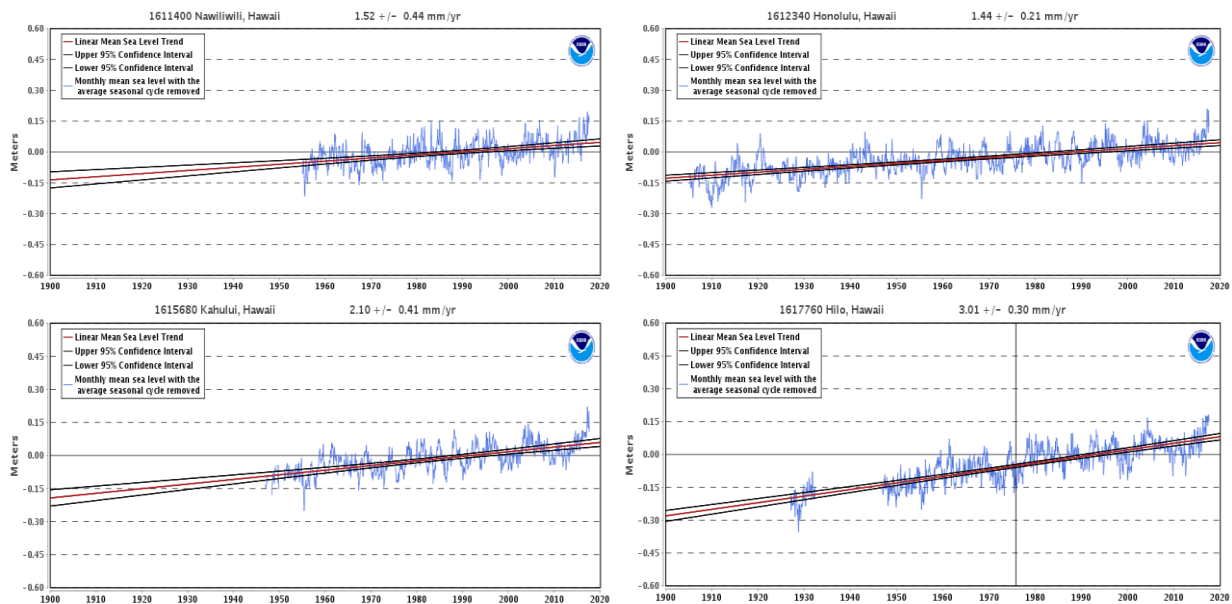 1611400 Nawiliwili, Hawaii 1.52 +/- 0.44 mm/yr
0.60
0.45
0.30
0.15
0.00
-0.15
-0.30
-0.45
-0.60
Meters
Linear Mean Sea Level Trend
Upper 95% Confidence Interval
Lower 95% Confidence Interval
Monthly mean sea level with the
average seasonal cycle removed
1900 1910 1920 1930 1940 1950 1960 1970 1980 1990 2000 2010 2020
1612340 Honolulu, Hawaii 1.44 +/- 0.21 mm/yr
0.60
0.45
0.30
0.15
0.00
-0.15
-0.30
-0.45
-0.60
Meters
Linear Mean Sea Level Trend
Upper 95% Confidence Interval
Lower 95% Confidence Interval
Monthly mean sea level with the
average seasonal cycle removed
1900 1910 1920 1930 1940 1950 1960 1970 1980 1990 2000 2010 2020
1615680 Kahului, Hawaii 2.10 +/- 0.41 mm/yr
0.60
0.45
0.30
0.15
0.00
-0.15
-0.30
-0.45
-0.60
Meters
Linear Mean Sea Level Trend
Upper 95% Confidence Interval
Lower 95% Confidence Interval
Monthly mean sea level with the
average seasonal cycle removed
1900 1910 1920 1930 1940 1950 1960 1970 1980 1990 2000 2010 2020
1617760 Hilo, Hawaii 3.01 +/- 0.30 mm/yr
0.60
0.45
0.30
0.15
0.00
-0.15
-0.30
-0.45
-0.60
Meters
Linear Mean Sea Level Trend
Upper 95% Confidence Interval
Lower 95% Confidence Interval
Monthly mean sea level with the
average seasonal cycle removed
1900 1910 1920 1930 1940 1950 1960 1970 1980 1990 2000 2010 2020